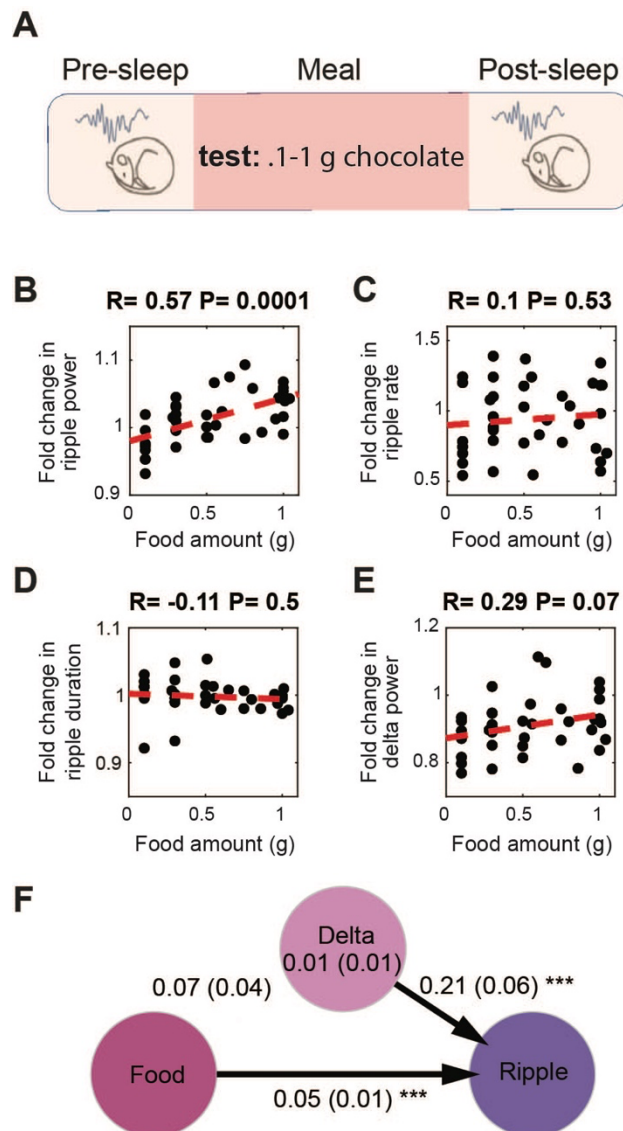 A
Pre-sleep Meal Post-sleep
test: .1-1 g chocolate
B
R= 0.57 P= 0.0001
Fold change in
ripple power
1.1
1
0.9
0 0.5 1
Food amount (g)
C
R= 0.1 P= 0.53
Fold change in
ripple rate
1.5
1
0.5
0 0.5 1
Food amount (g)
D
R= -0.11 P= 0.5
Fold change in
ripple duration
1.1
1
0.9
0 0.5 1
Food amount (g)
E
R= 0.29 P= 0.07
Fold change in
delta power
1.2
1
0.8
0 0.5 1
Food amount (g)
F
Delta
0.01 (0.01)
0.07 (0.04)
0.21 (0.06) ***
Food
Ripple
0.05 (0.01) ***